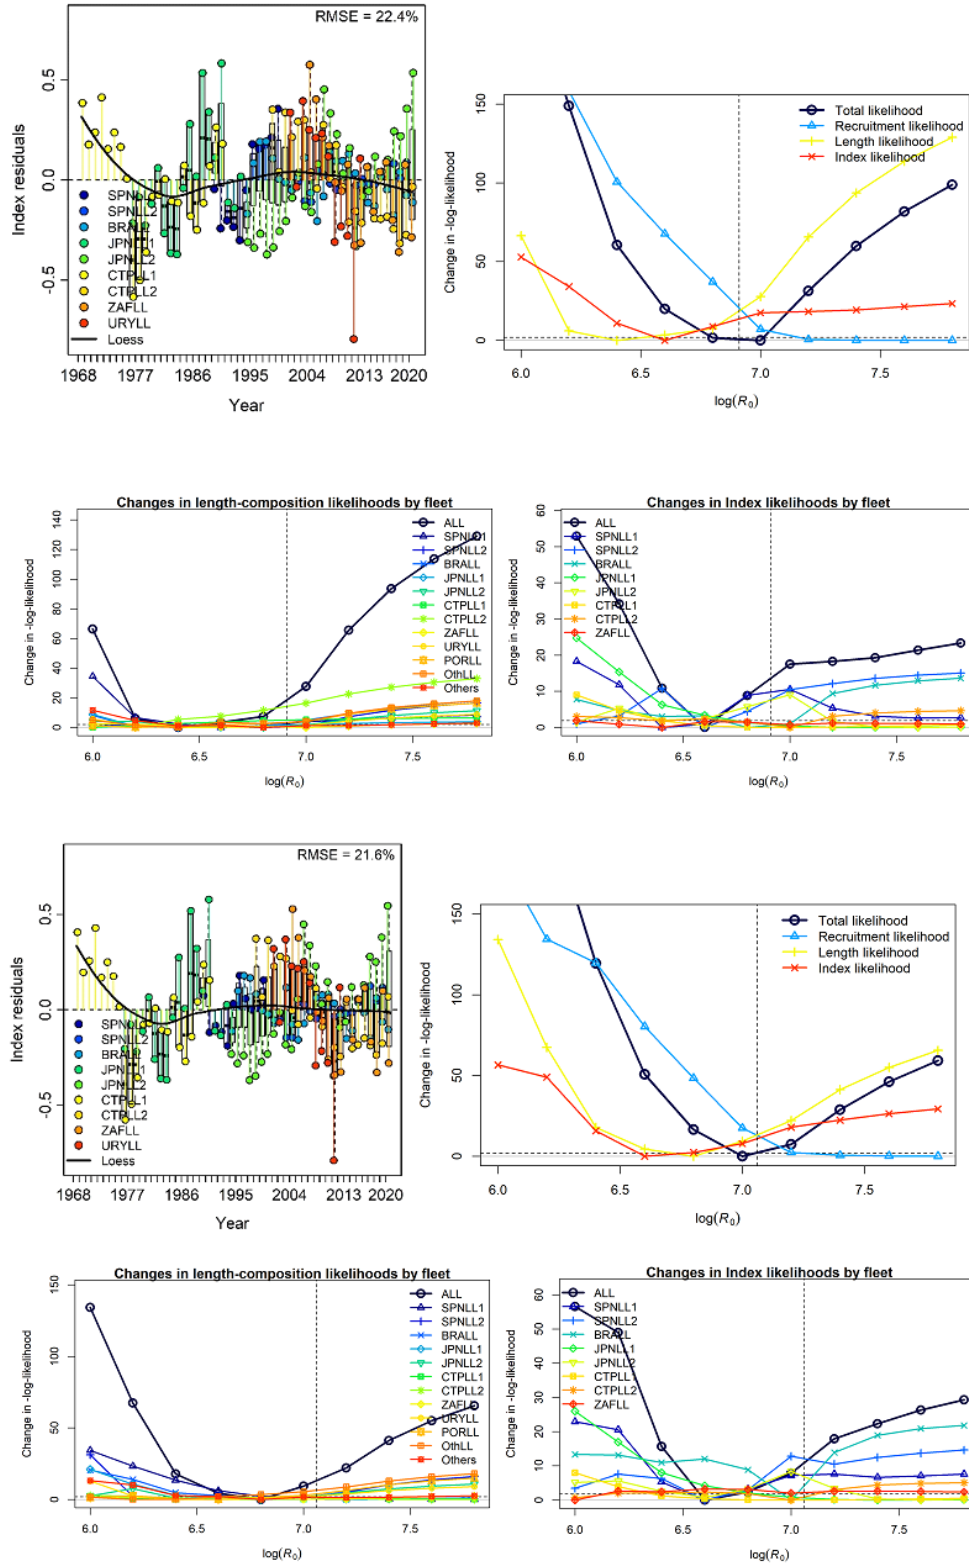 RMSE = 22.4%
0.5
0.0
-0.5
Index residuals
SPNLL1
SPNLL2
BRALL
JPNLL1
JPNLL2
CTPLL1
CTPLL2
ZAFLL
URYLL
Loess
1968 1977 1986 1995 2004 2013 2020
Year
150
100
50
0
Change in -log-likelihood
Total likelihood
Recruitment likelihood
Length likelihood
Index likelihood
6.0 6.5 7.0 7.5
log(R0)
Changes in length-composition likelihoods by fleet
140
120
100
80
60
40
20
0
Change in -log-likelihood
ALL
SPNLL1
SPNLL2
BRALL
JPNLL1
JPNLL2
CTPLL1
CTPLL2
ZAFLL
URYLL
PORLL
OthLL
Others
6.0 6.5 7.0 7.5
log(R0)
Changes in Index likelihoods by fleet
60
50
40
30
20
10
0
Change in -log-likelihood
ALL
SPNLL1
SPNLL2
BRALL
JPNLL1
JPNLL2
CTPLL1
CTPLL2
ZAFLL
6.0 6.5 7.0 7.5
log(R0)
RMSE = 21.6%
0.5
0.0
-0.5
Index residuals
SPNLL1
SPNLL2
BRALL
JPNLL1
JPNLL2
CTPLL1
CTPLL2
ZAFLL
URYLL
Loess
1968 1977 1986 1995 2004 2013 2020
Year
150
100
50
0
Change in -log-likelihood
Total likelihood
Recruitment likelihood
Length likelihood
Index likelihood
6.0 6.5 7.0 7.5
log(R0)
Changes in length-composition likelihoods by fleet
150
100
50
0
Change in -log-likelihood
ALL
SPNLL1
SPNLL2
BRALL
JPNLL1
JPNLL2
CTPLL1
CTPLL2
ZAFLL
URYLL
PORLL
OthLL
Others
6.0 6.5 7.0 7.5
log(R0)
Changes in Index likelihoods by fleet
60
50
40
30
20
10
0
Change in -log-likelihood
ALL
SPNLL1
SPNLL2
BRALL
JPNLL1
JPNLL2
CTPLL1
CTPLL2
ZAFLL
6.0 6.5 7.0 7.5
log(R0)